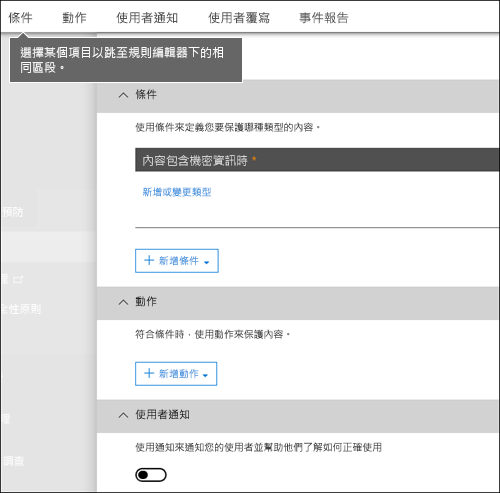 條件 動作 使用者通知 使用者覆寫 事件報告
選擇某個項目以跳至規則編輯器下的相
同區段。
條件
使用條件來定義您要保護哪種類型的內容。
內容包含機密資訊時 *
新增或變更類型
預防
新增條件
理
全性原則
動作
符合條件時，使用動作來保護內容。
新增動作
使用者通知
理
使用通知來通知您的使用者並幫助他們了解如何正確使用
調查